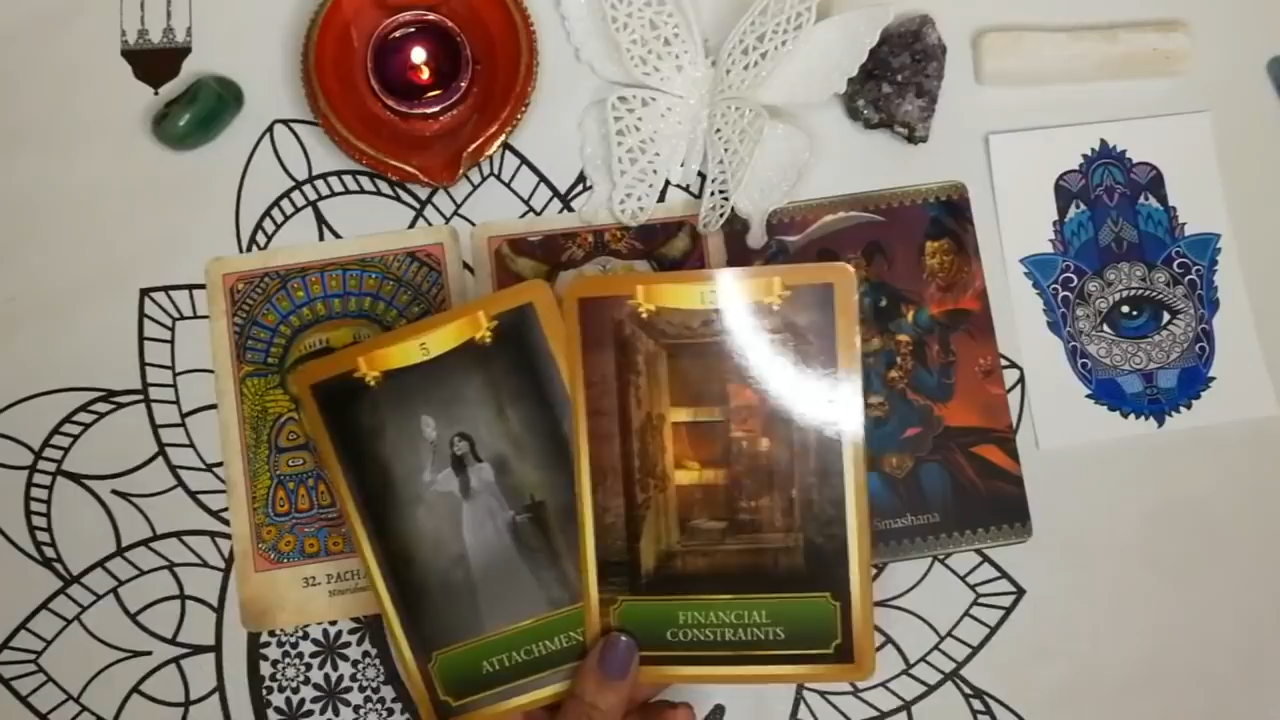 5
32. PACHA
ATTACHMENT
FINANCIAL
CONSTRAINTS
Smashana